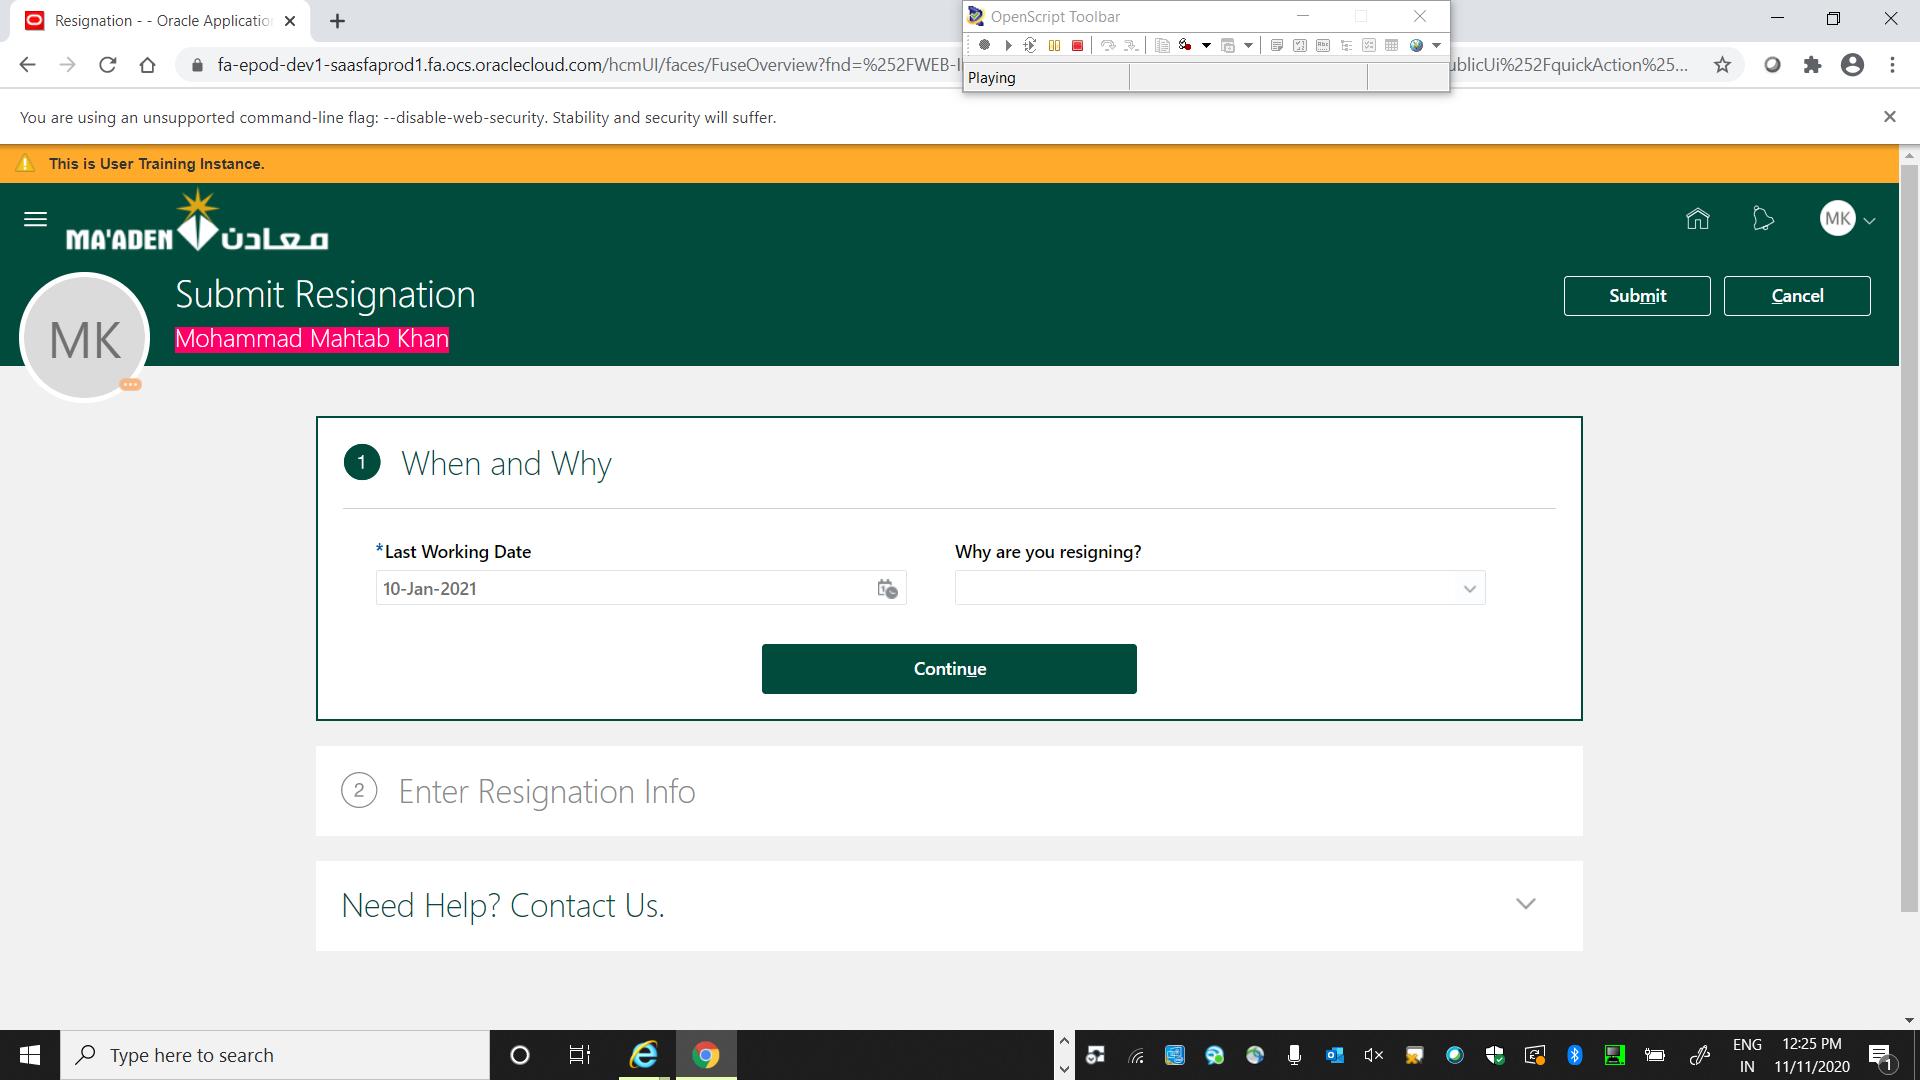 Resignation - - Oracle Applicatio
OpenScript Toolbar
fa-epod-dev1-saasfaprod1.fa.ocs.oraclecloud.com/hcmUI/faces/FuseOverview?fnd=%252FWEB-I
ublicUi%252FquickAction%25...
Playing
You are using an unsupported command-line flag: --disable-web-security. Stability and security will suffer.
This is User Training Instance.
MA'ADEN معادن
MK
MK
Submit Resignation
Mohammad Mahtab Khan
Submit
Cancel
1 When and Why
*Last Working Date
Why are you resigning?
10-Jan-2021
Continue
2 Enter Resignation Info
Need Help? Contact Us.
Type here to search
ENG
IN
12:25 PM
11/11/2020
1